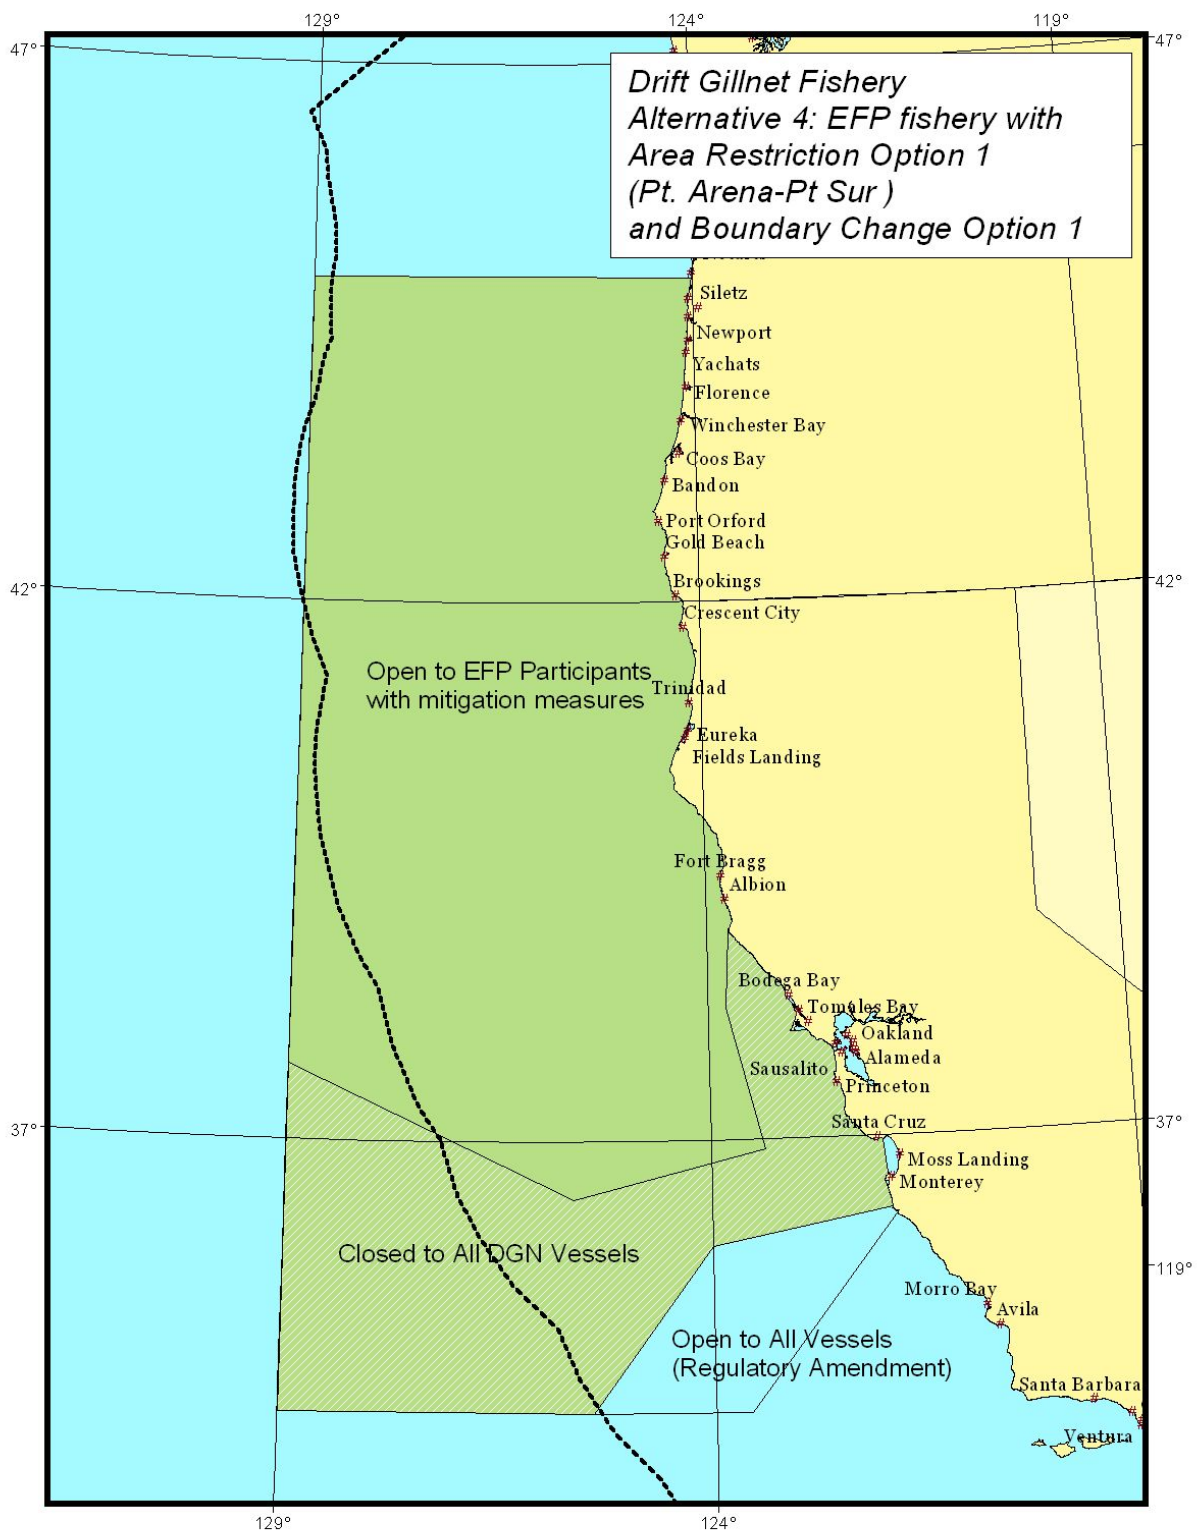 129°
124°
119°
47°
47°
Drift Gillnet Fishery
Alternative 4: EFP fishery with
Area Restriction Option 1
(Pt. Arena-Pt Sur )
and Boundary Change Option 1
Siletz
Newport
Yachats
Florence
Winchester Bay
Coos Bay
Bandon
Port Orford
Gold Beach
42°
42°
Brookings
Crescent City
Open to EFP Participants
with mitigation measures
Trinidad
Eureka
Fields Landing
Fort Bragg
Albion
Bodega Bay
Tomales Bay
Oakland
Alameda
Sausalito
Princeton
37°
37°
Santa Cruz
Moss Landing
Monterey
Closed to All DGN Vessels
119°
Morro Bay
Avila
Open to All Vessels
(Regulatory Amendment)
Santa Barbara
Ventura
129°
124°